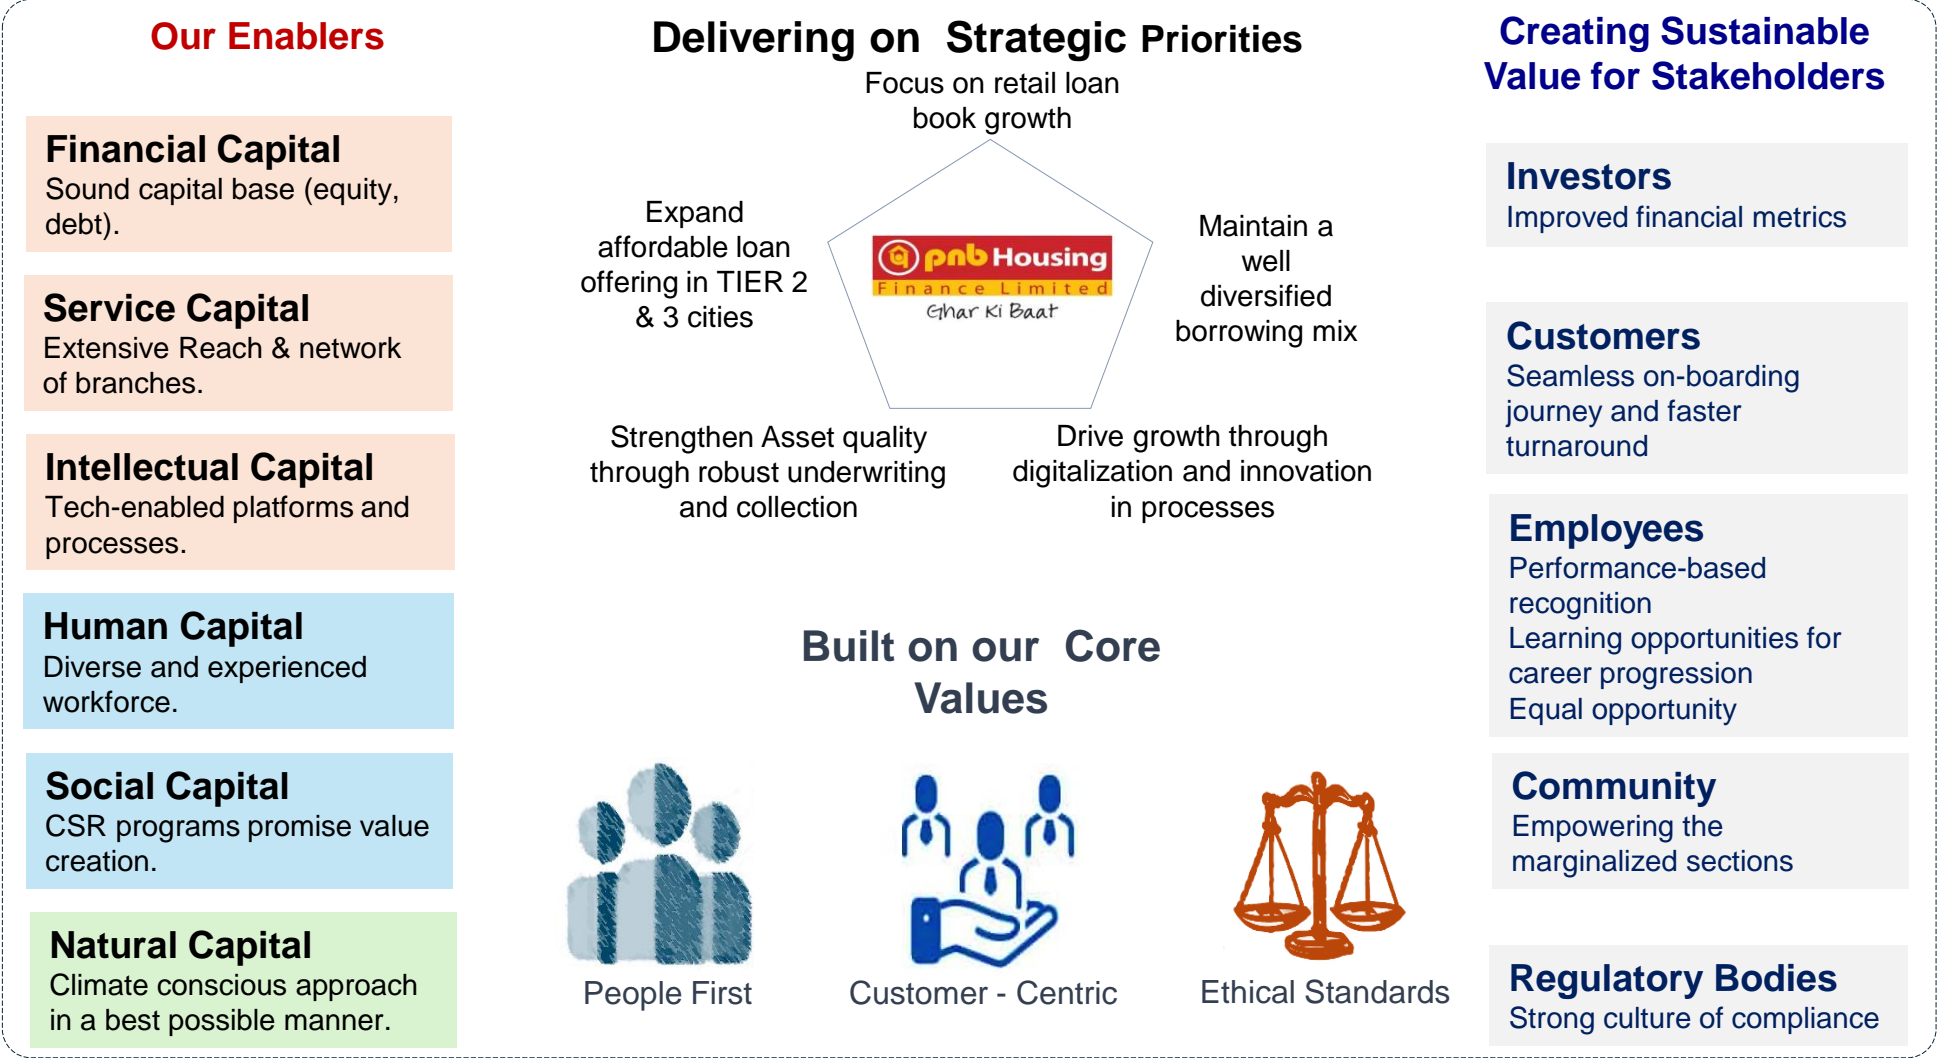 Our Enablers
Financial Capital
Sound capital base (equity,
debt).
Service Capital
Extensive Reach & network
of branches.
Intellectual Capital
Tech-enabled platforms and
processes.
Human Capital
Diverse and experienced
workforce.
Social Capital
CSR programs promise value
creation.
Natural Capital
Climate conscious approach
in a best possible manner.
Delivering on Strategic Priorities
Focus on retail loan
book growth
Expand
affordable loan
offering in TIER 2
& 3 cities
pnb Housing
Finance Limited
Ghar Ki Baat
Maintain a
well
diversified
borrowing mix
Strengthen Asset quality
through robust underwriting
and collection
Drive growth through
digitalization and innovation
in processes
Built on our Core
Values
People First
Customer - Centric
Ethical Standards
Creating Sustainable
Value for Stakeholders
Investors
Improved financial metrics
Customers
Seamless on-boarding
journey and faster
turnaround
Employees
Performance-based
recognition
Learning opportunities for
career progression
Equal opportunity
Community
Empowering the
marginalized sections
Regulatory Bodies
Strong culture of compliance